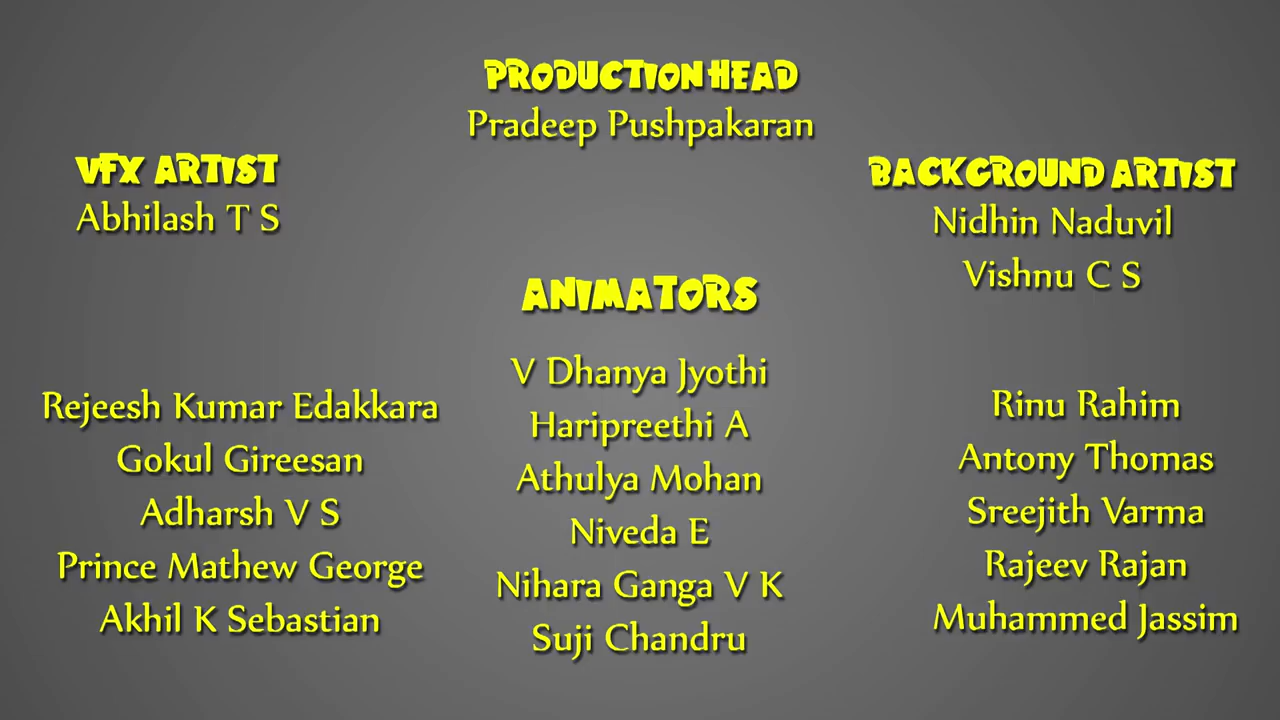 PRODUCTION HEAD
Pradeep Pushpakaran
VFX ARTIST
Abhilash T S
BACKGROUND ARTIST
Nidhin Naduvil
Vishnu C S
ANIMATORS
Rejeesh Kumar Edakkara
Gokul Gireesan
Adharsh V S
Prince Mathew George
Akhil K Sebastian
V Dhanya Jyothi
Haripreethi A
Athulya Mohan
Niveda E
Nihara Ganga V K
Suji Chandru
Rinu Rahim
Antony Thomas
Sreejith Varma
Rajeev Rajan
Muhammed Jassim